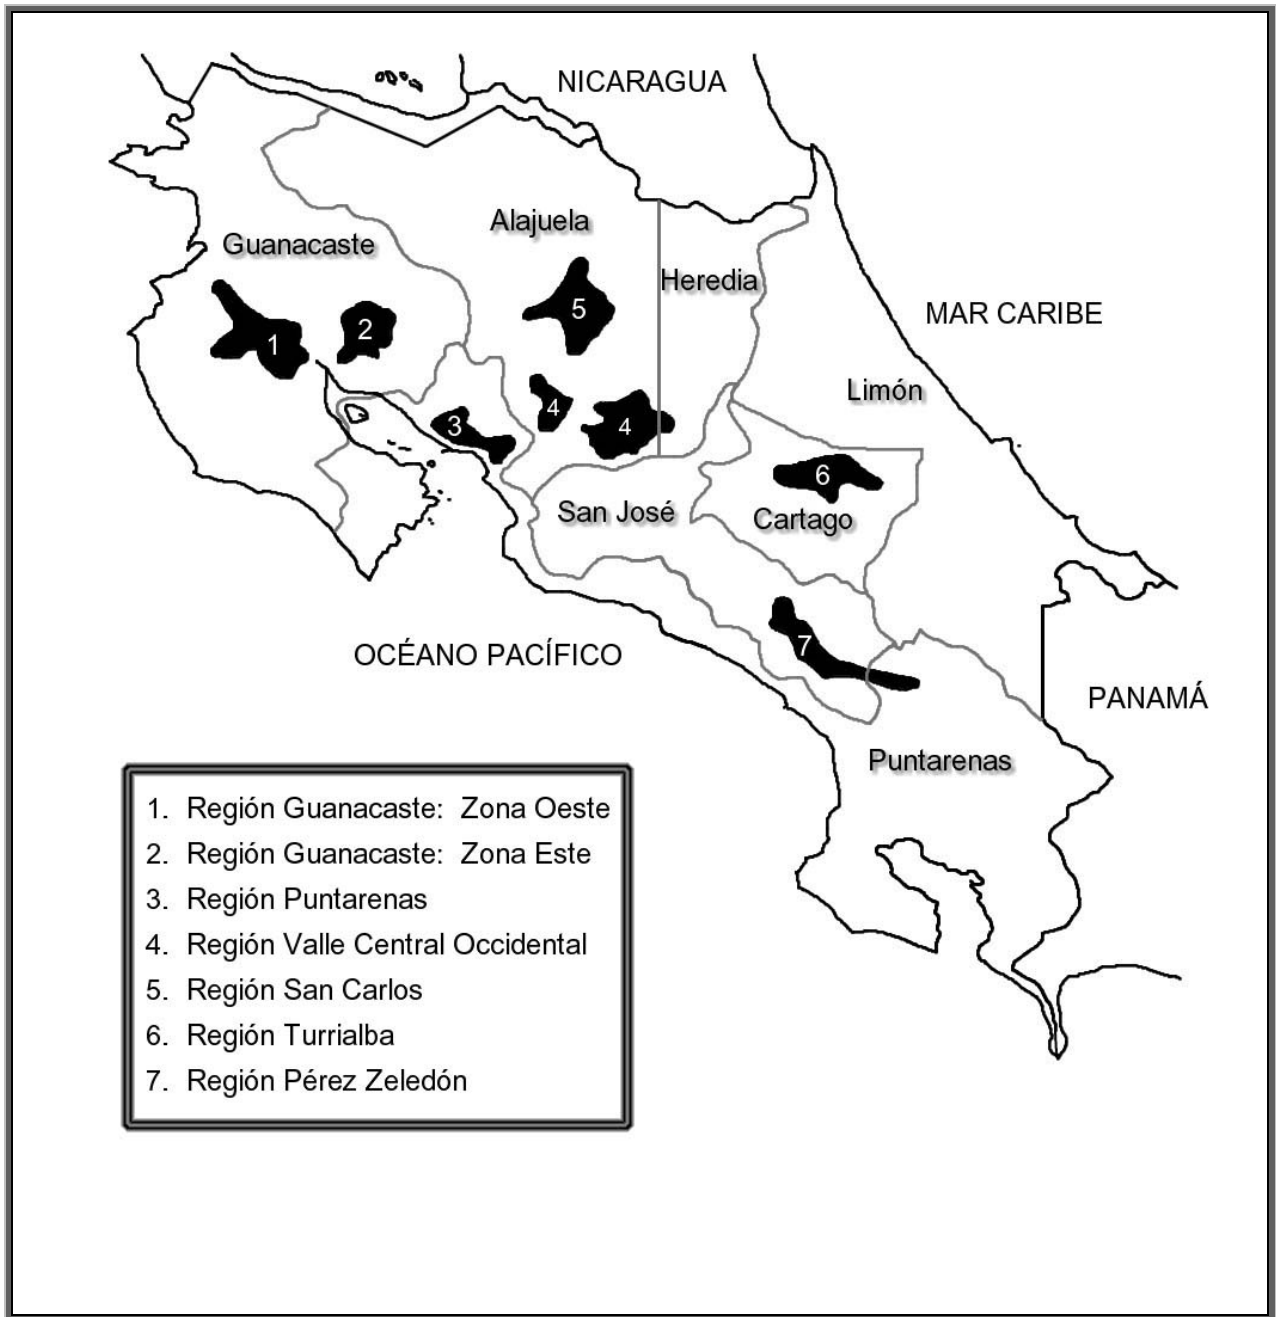 NICARAGUA
Alajuela
Guanacaste
Heredia
MAR CARIBE
5
2
1
Limón
4
3
4
6
San José
Cartago
7
OCÉANO PACÍFICO
PANAMÁ
Puntarenas
1. Región Guanacaste: Zona Oeste
2. Región Guanacaste: Zona Este
3. Región Puntarenas
4. Región Valle Central Occidental
5. Región San Carlos
6. Región Turrialba
7. Región Pérez Zeledón